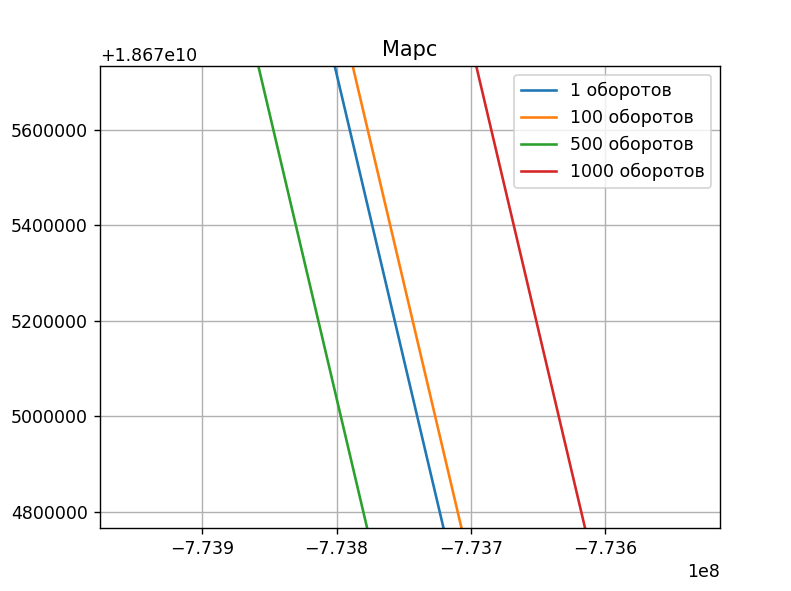 Марс
+1.867e10
1 оборотов
100 оборотов
500 оборотов
1000 оборотов
5600000
5400000
5200000
5000000
4800000
−7.739 −7.738 −7.737 −7.736
1e8